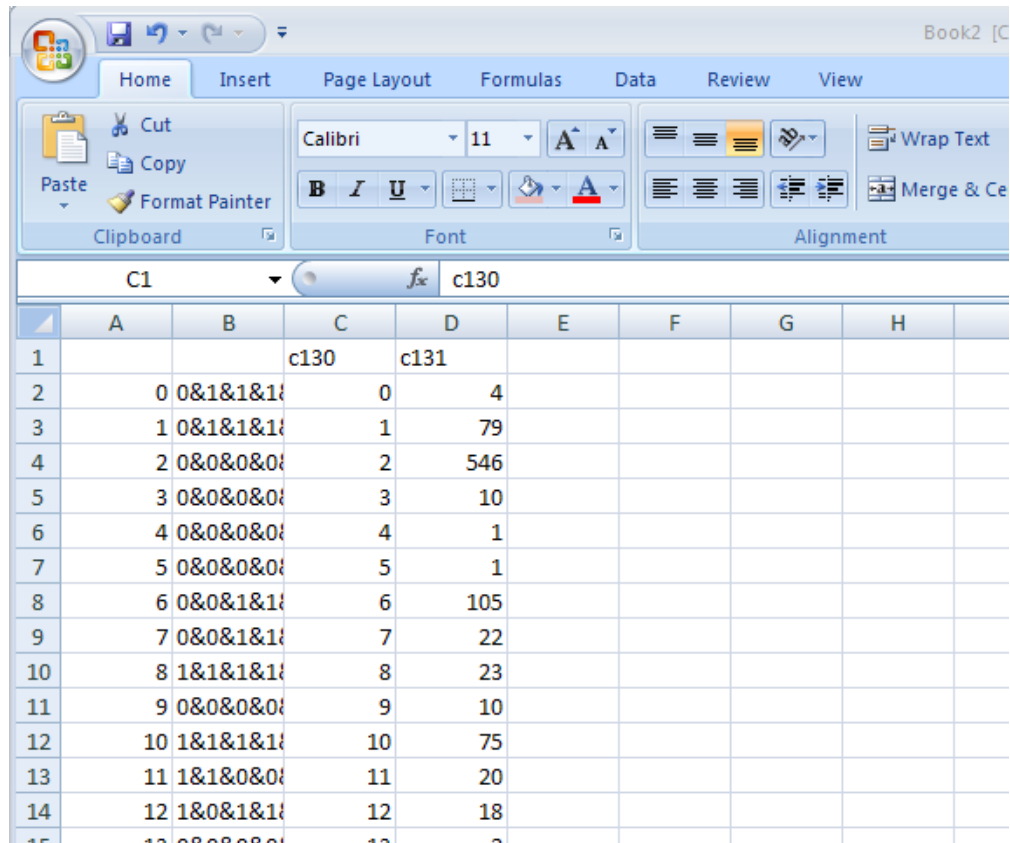 Book2 [C
Home Insert Page Layout Formulas Data Review View
Cut
Copy
Format Painter
Paste
Calibri 11 A A
B I U A
Wrap Text
Merge & Ce
Clipboard Font Alignment
C1 fx c130
A B C D E F G H
1 c130 c131
2 0 0&1&1&1& 0 4
3 1 0&1&1&1& 1 79
4 2 0&0&0&0& 2 546
5 3 0&0&0&0& 3 10
6 4 0&0&0&0& 4 1
7 5 0&0&0&0& 5 1
8 6 0&0&1&1& 6 105
9 7 0&0&1&1& 7 22
10 8 1&1&1&1& 8 23
11 9 0&0&0&0& 9 10
12 10 1&1&1&1& 10 75
13 11 1&1&0&0& 11 20
14 12 1&0&1&1& 12 18